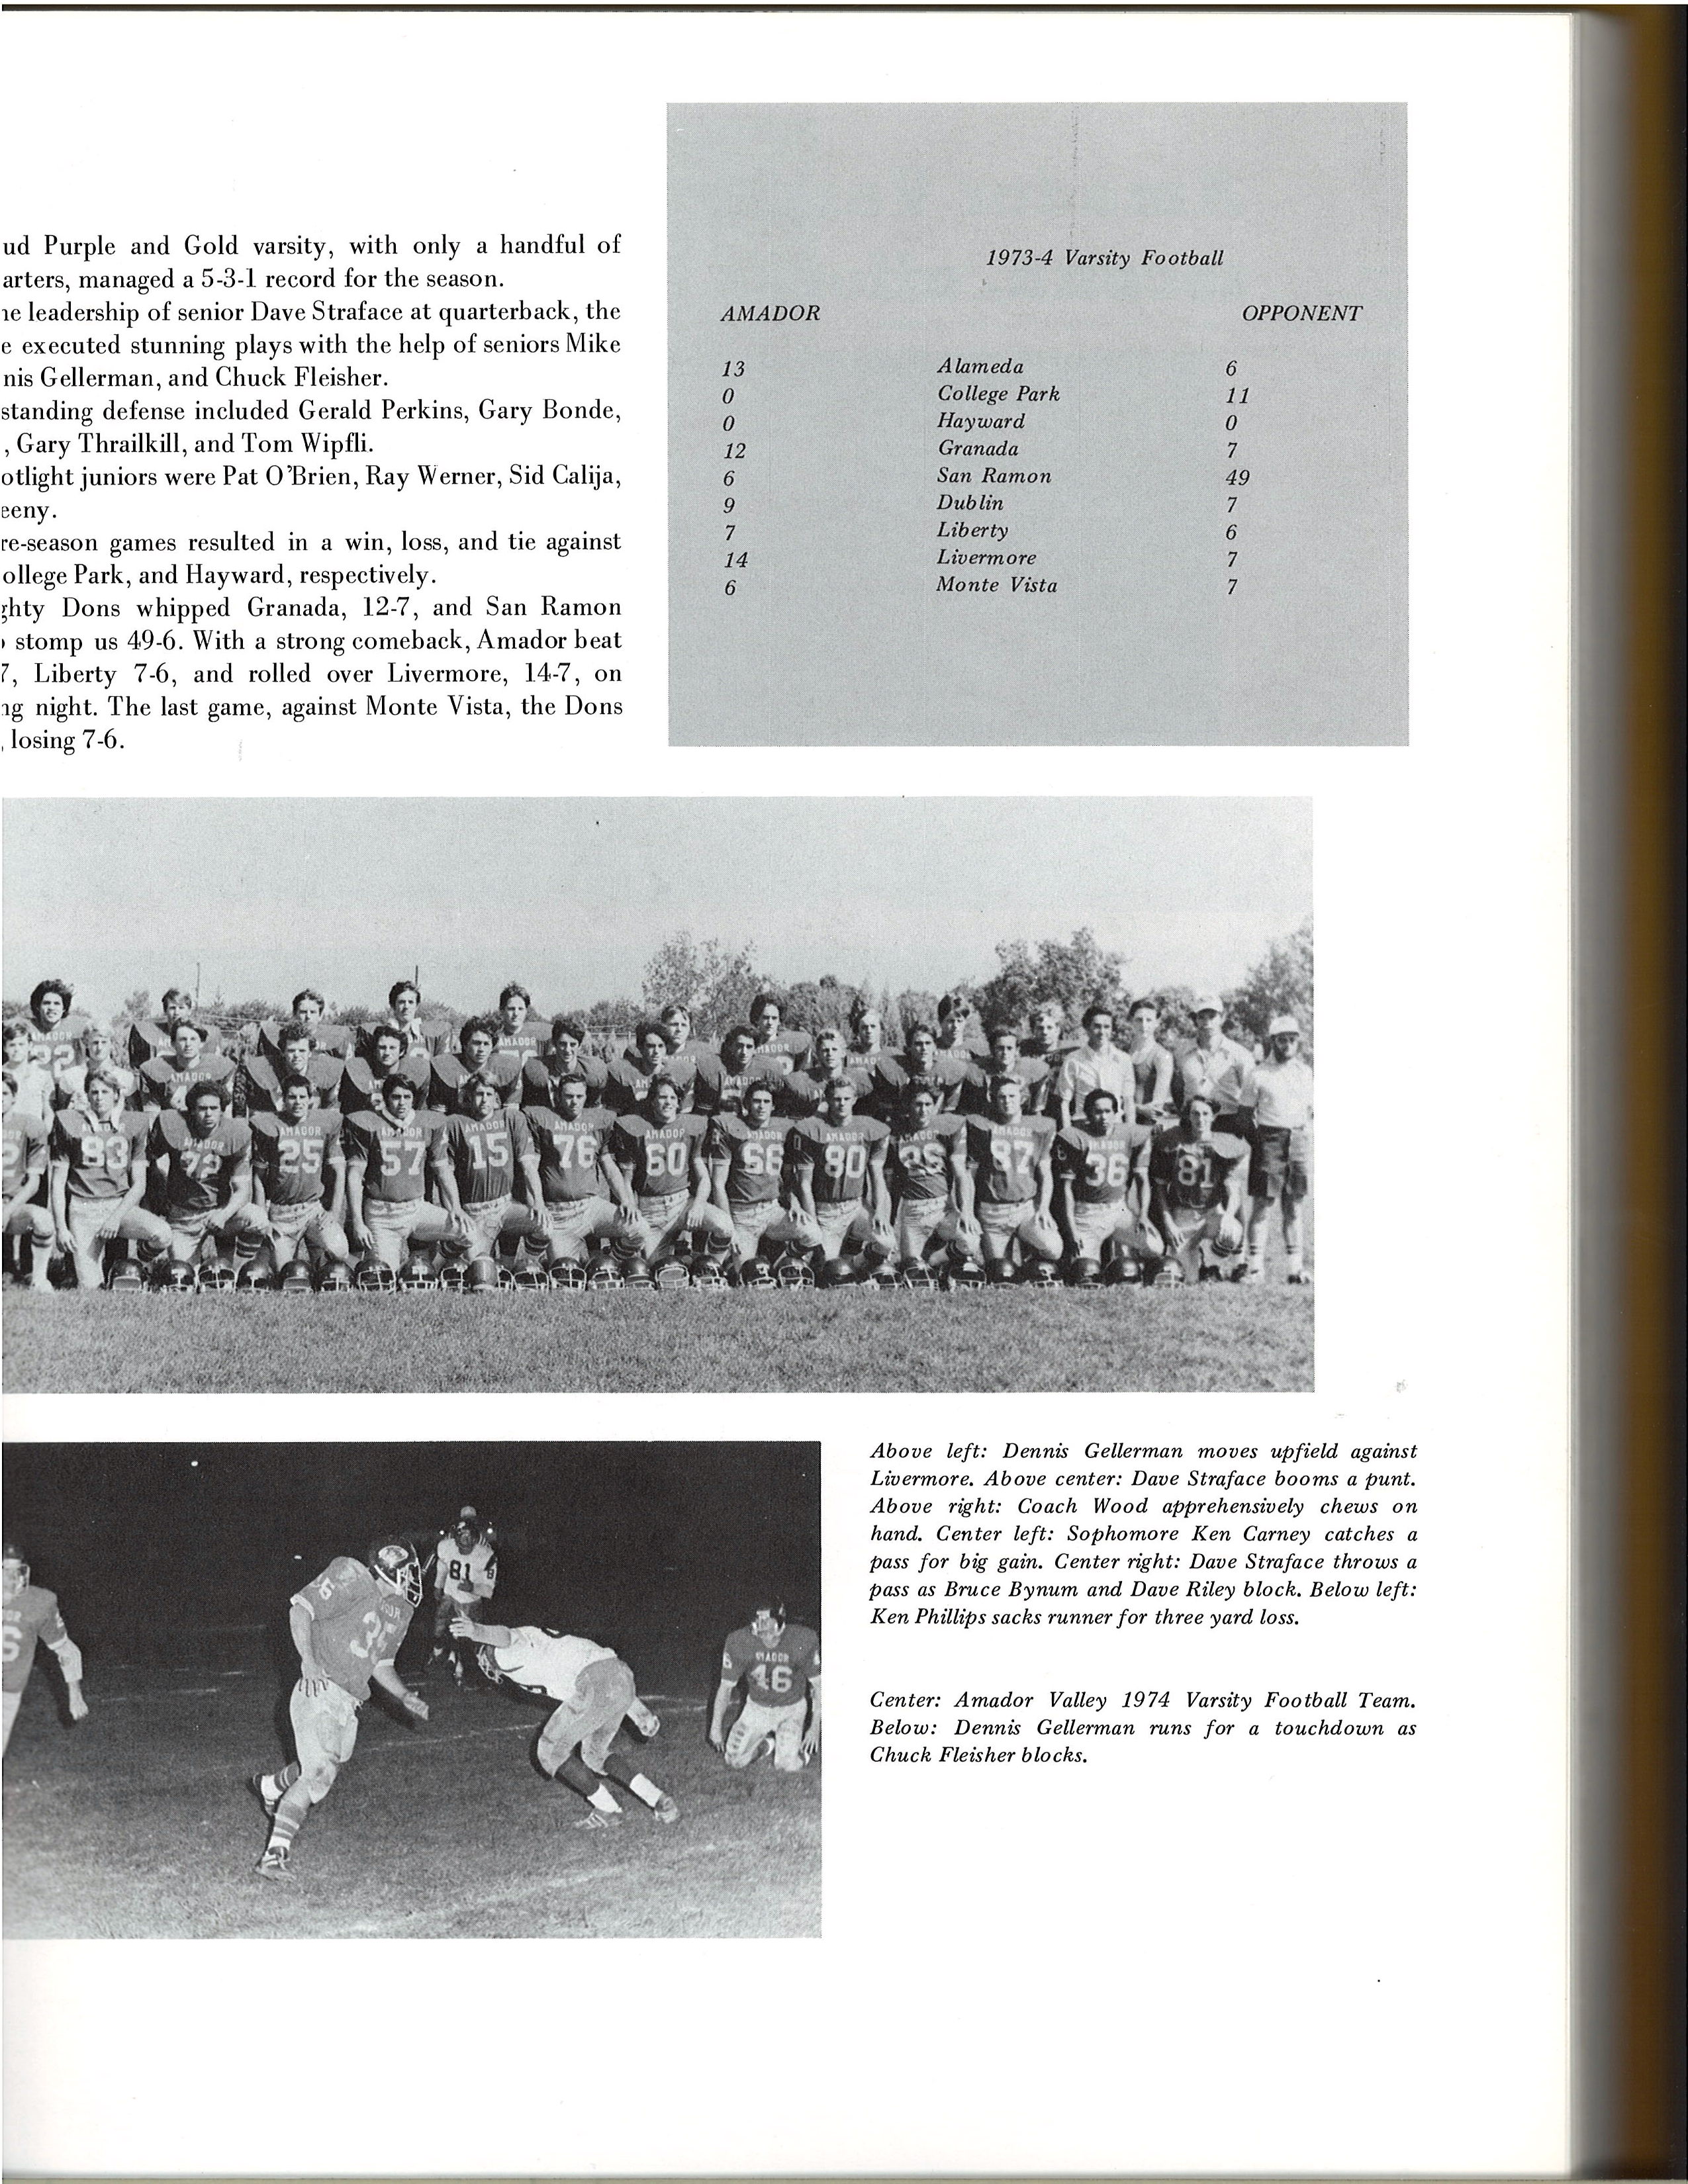 ud Purple and Gold varsity, with only a handful of
arters, managed a 5-3-1 record for the season.
leadership of senior Dave Straface at quarterback, the
e executed stunning plays with the help of seniors Mike
nis Gellerman, and Chuck Fleisher.
standing defense included Gerald Perkins, Gary Bonde,
, Gary Thrailkill, and Tom Wipfli.
otlight juniors were Pat O'Brien, Ray Werner, Sid Calija,
eeny.
re-season games resulted in a win, loss, and tie against
ollege Park, and Hayward, respectively.
ghty Dons whipped Granada, 12-7, and San Ramon
stomp us 49-6. With a strong comeback, Amador beat
7, Liberty 7-6, and rolled over Livermore, 14-7, on
ng night. The last game, against Monte Vista, the Dons
, losing 7-6.
1973-4 Varsity Football
AMADOR OPPONENT
13 Alameda 6
0 College Park 11
0 Hayward 0
12 Granada 7
6 San Ramon 49
9 Dublin 7
7 Liberty 6
14 Livermore 7
6 Monte Vista 7
AMADOR
22
AMADOR
AMADOR
AMADOR
AMADOR AMADOR AMADOR AMADOR AMADOR AMADOR
83 25 57 15 76 60 66 80 87 36 81
81
46
Above left: Dennis Gellerman moves upfield against
Livermore. Above center: Dave Straface booms a punt.
Above right: Coach Wood apprehensively chews on
hand. Center left: Sophomore Ken Carney catches a
pass for big gain. Center right: Dave Straface throws a
pass as Bruce Bynum and Dave Riley block. Below left:
Ken Phillips sacks runner for three yard loss.
Center: Amador Valley 1974 Varsity Football Team.
Below: Dennis Gellerman runs for a touchdown as
Chuck Fleisher blocks.